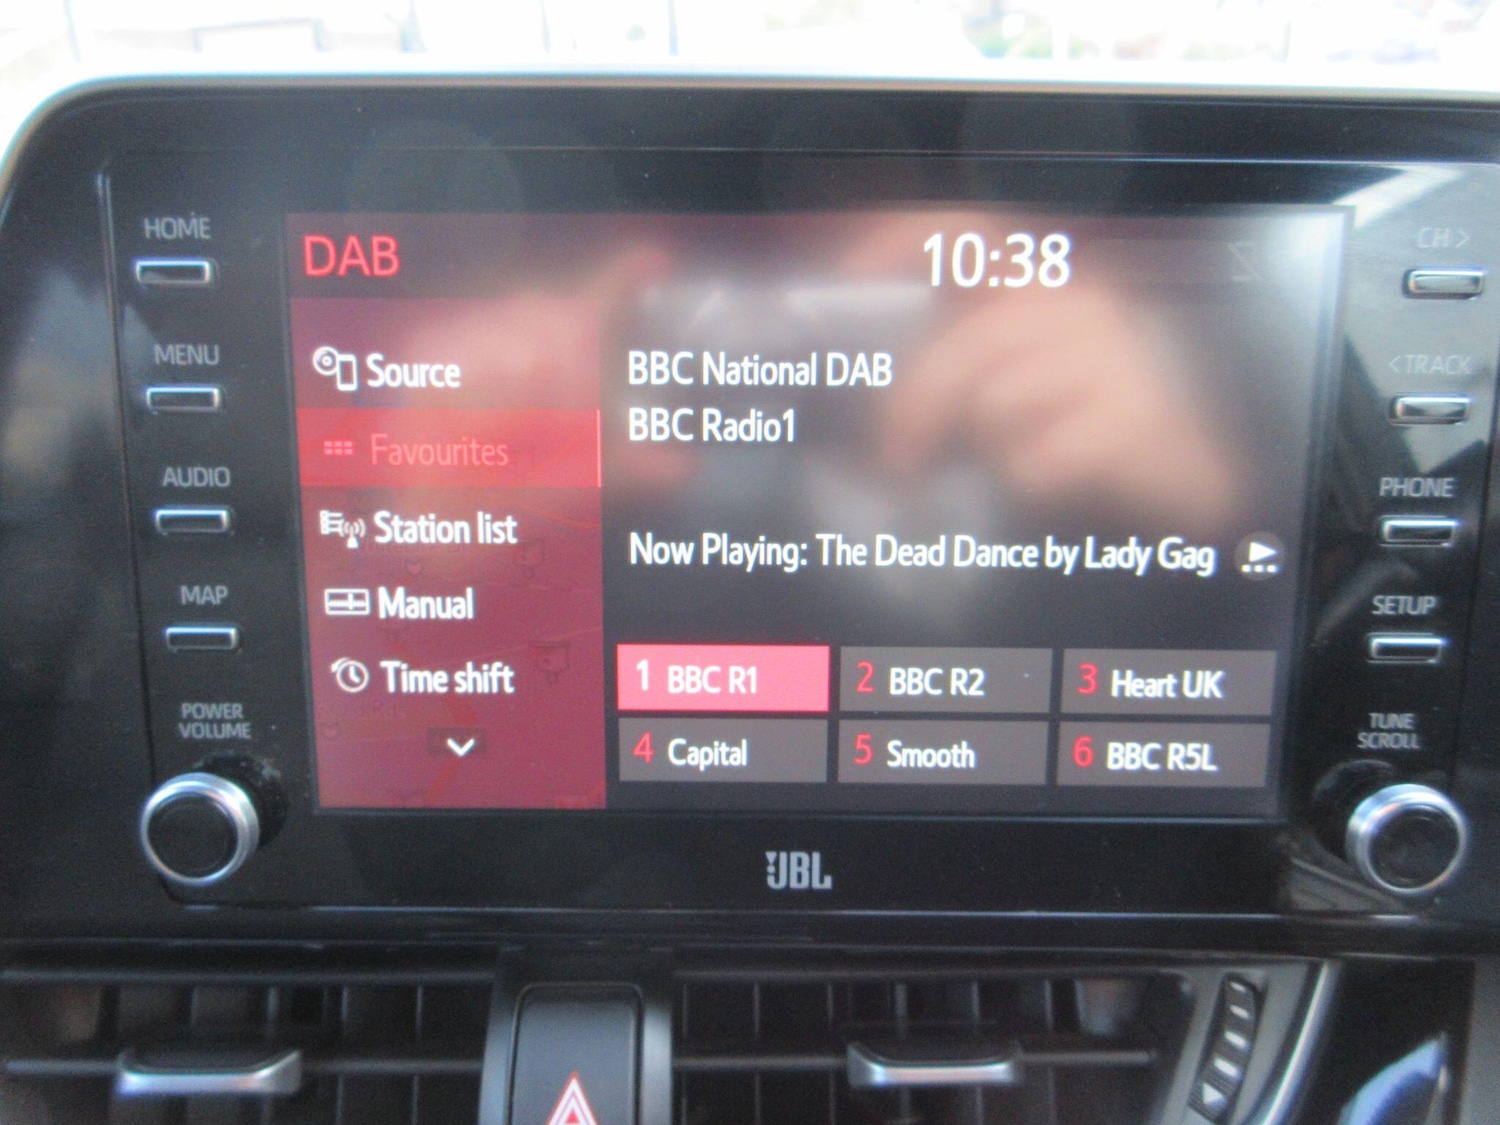 HOME
MENU
AUDIO
MAP
POWER
VOLUME
DAB
10:38
Source
Favourites
Station list
Manual
Time shift
BBC National DAB
BBC Radio1
Now Playing: The Dead Dance by Lady Gag
1 BBC R1
2 BBC R2
3 Heart UK
4 Capital
5 Smooth
6 BBC R5L
CH >
< TRACK
PHONE
SETUP
TUNE
SCROLL
JBL